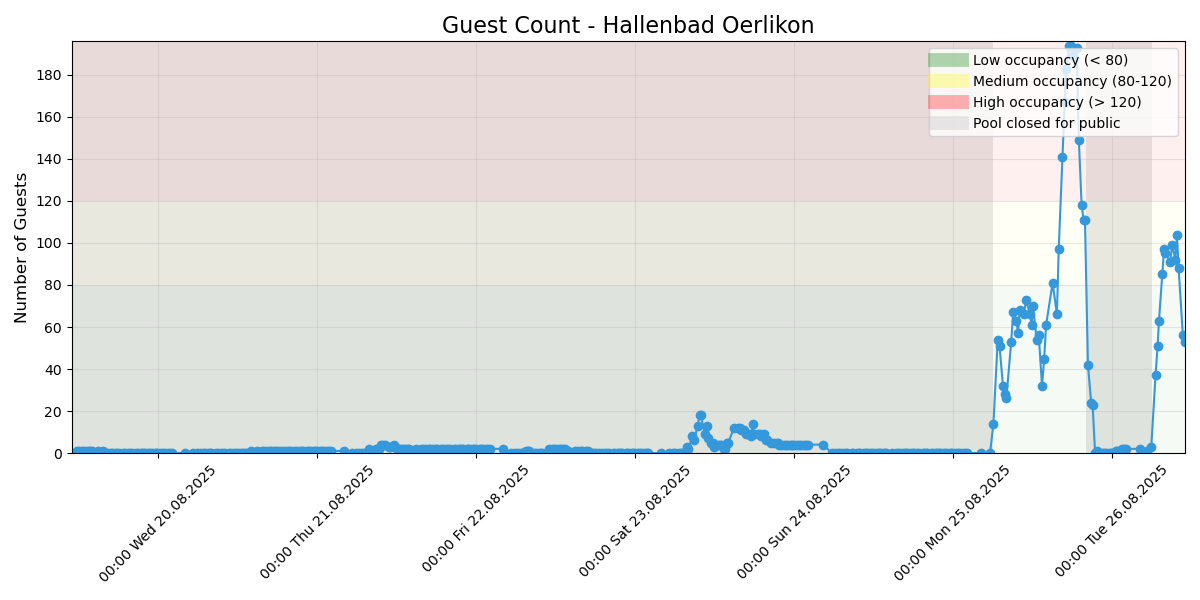 Guest Count - Hallenbad Oerlikon
Low occupancy (< 80)
Medium occupancy (80-120)
High occupancy (> 120)
Pool closed for public
Number of Guests
180
160
140
120
100
80
60
40
20
0
00:00 Wed 20.08.2025
00:00 Thu 21.08.2025
00:00 Fri 22.08.2025
00:00 Sat 23.08.2025
00:00 Sun 24.08.2025
00:00 Mon 25.08.2025
00:00 Tue 26.08.2025